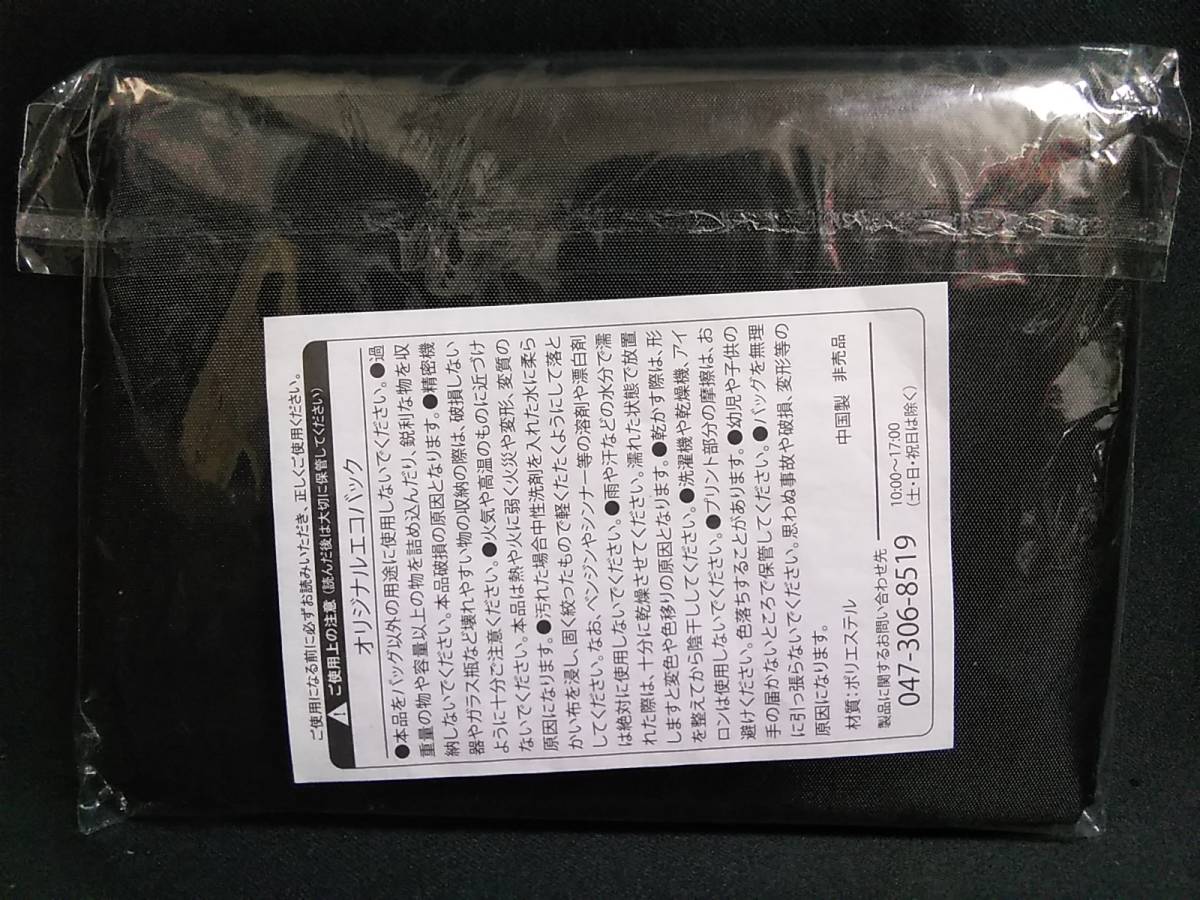 ご使用になる前に必ずお読みいただき、正しくご使用ください。
ご使用上の注意（読んだ後は大切に保管してください）
オリジナルエコバック
●本品をバッグ以外の用途に使用しないでください。●過
重量の物や容量以上の物を詰め込んだり、鋭利な物を収
納しないでください。本品破損の原因となります。●精密機
器やガラス瓶など壊れやすい物の収納の際は、破損しない
ように十分ご注意ください。●火気や高温のものに近づけ
ないでください。本品は熱や火に弱く火災や変形、変質の
原因になります。●汚れた場合中性洗剤を入れた水に柔ら
かい布を浸し、固く絞ったもので軽くたたくようにして落と
してください。なお、ベンジンやシンナー等の溶剤や漂白剤
は絶対に使用しないでください。●雨や汗などの水分で濡
れた際は、十分に乾燥させてください。濡れた状態で放置
しますと変色や色移りの原因となります。●乾かす際は、形
を整えてから陰干ししてください。●洗濯機や乾燥機、アイ
ロンは使用しないでください。●プリント部分の摩擦は、お
避けください。色落ちすることがあります。●幼児や子供の
手の届かないところで保管してください。●バッグを無理
に引っ張らないでください。思わぬ事故や破損、変形等の
原因になります。
材質：ポリエステル 中国製 非売品
製品に関するお問い合わせ先
047-306-8519
10:00～17:00
（土・日・祝日は除く）